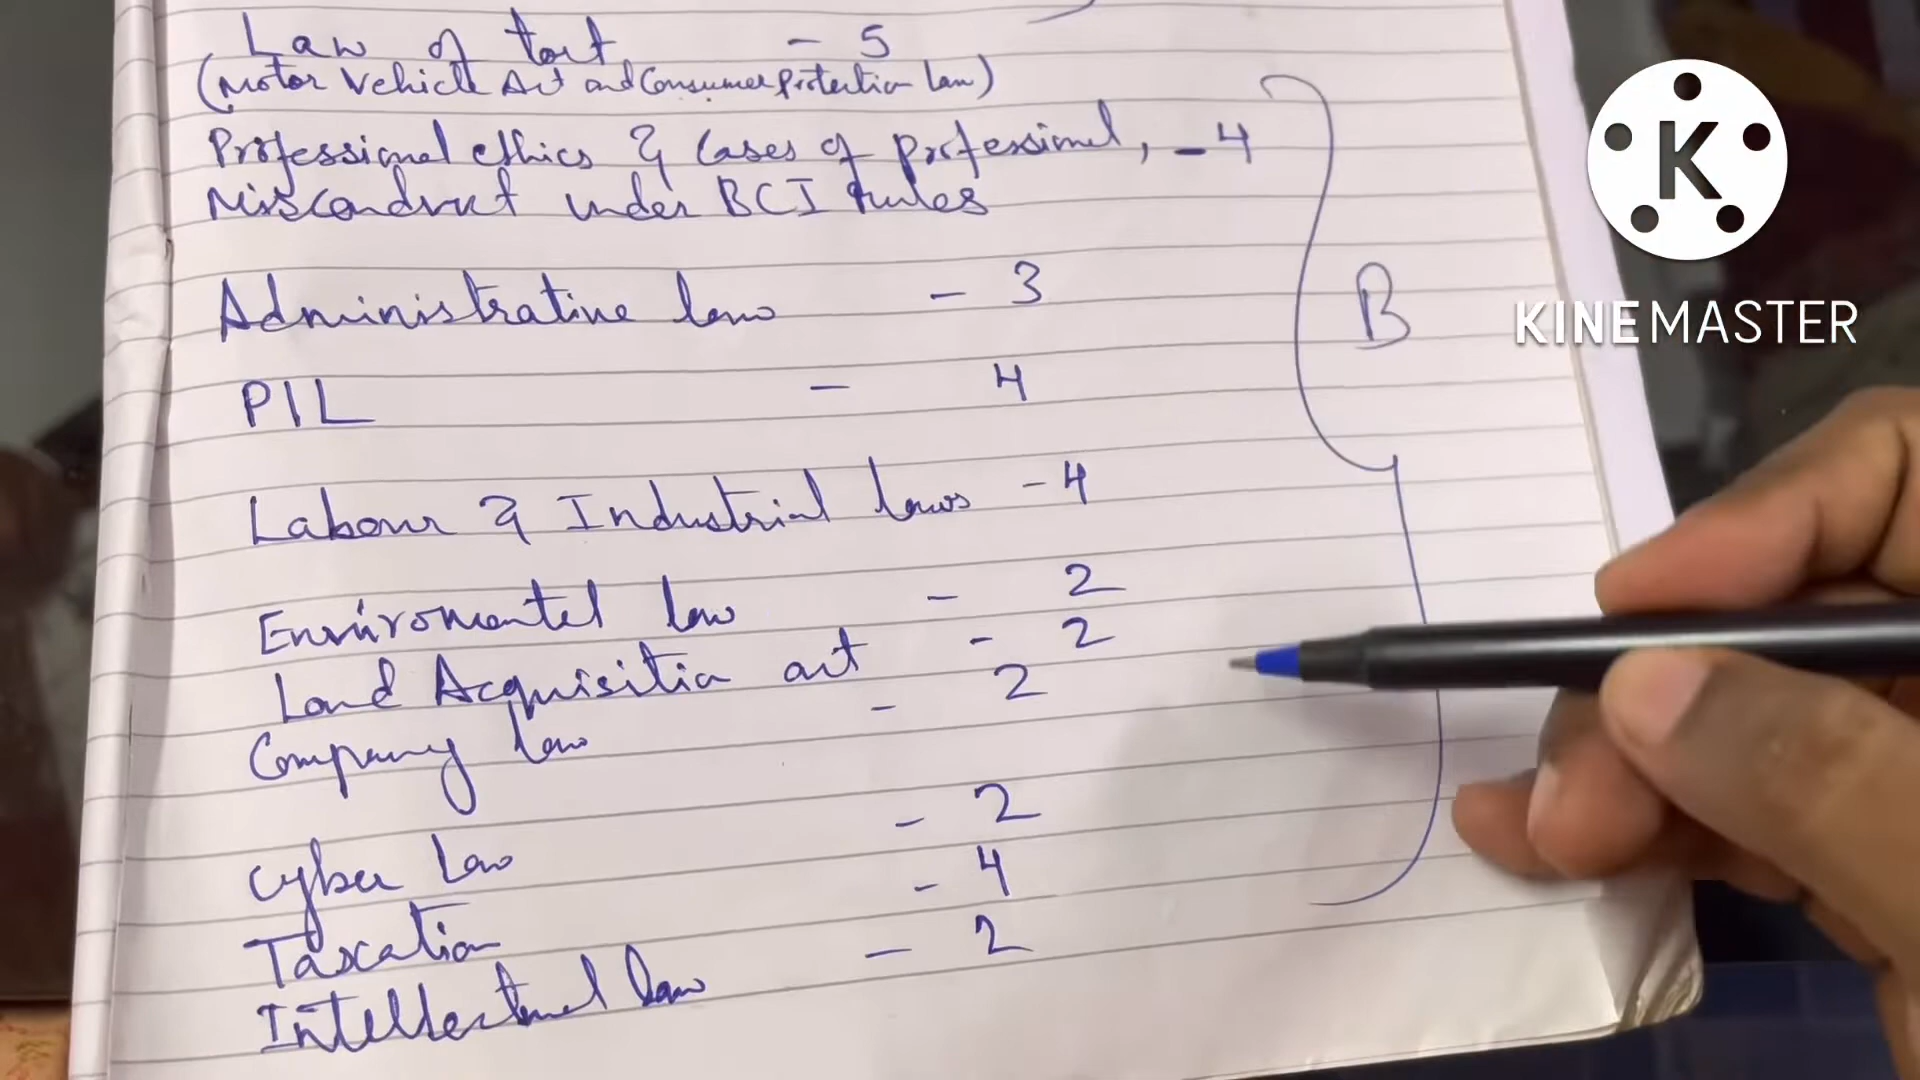 Law of tort - 5
(Motor Vehicle Act and Consumer Protection Law)
Professional ethics & Cases of professional, - 4
Misconduct under BCI rules
Administrative law - 3
PIL - 4
Labour & Industrial laws - 4
Enviromental law - 2
Land Acquisition act - 2
Company law - 2
Cyber Law - 2
Taxation - 4
Intellectual law - 2
B
K
KINEMASTER